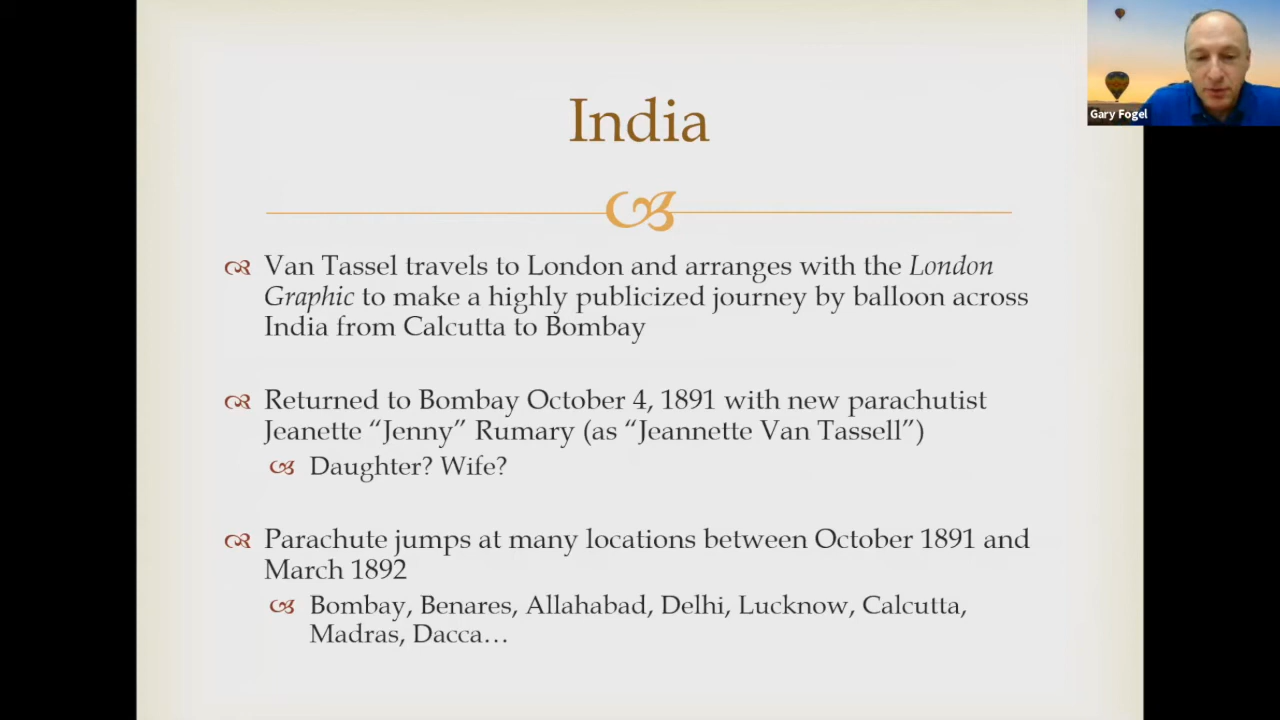 India
Van Tassel travels to London and arranges with the London
Graphic to make a highly publicized journey by balloon across
India from Calcutta to Bombay
Returned to Bombay October 4, 1891 with new parachutist
Jeanette “Jenny” Rumary (as “Jeannette Van Tassell”)
Daughter? Wife?
Parachute jumps at many locations between October 1891 and
March 1892
Bombay, Benares, Allahabad, Delhi, Lucknow, Calcutta,
Madras, Dacca…
Gary Fogel